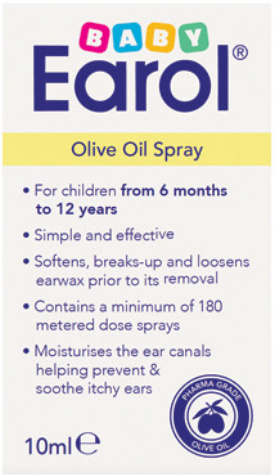 BABY
Earol®
Olive Oil Spray
• For children from 6 months
to 12 years
• Simple and effective
• Softens, breaks-up and loosens
earwax prior to its removal
• Contains a minimum of 180
metered dose sprays
• Moisturises the ear canals
helping prevent &
soothe itchy ears
PHARMA GRADE
OLIVE OIL
10ml ℮